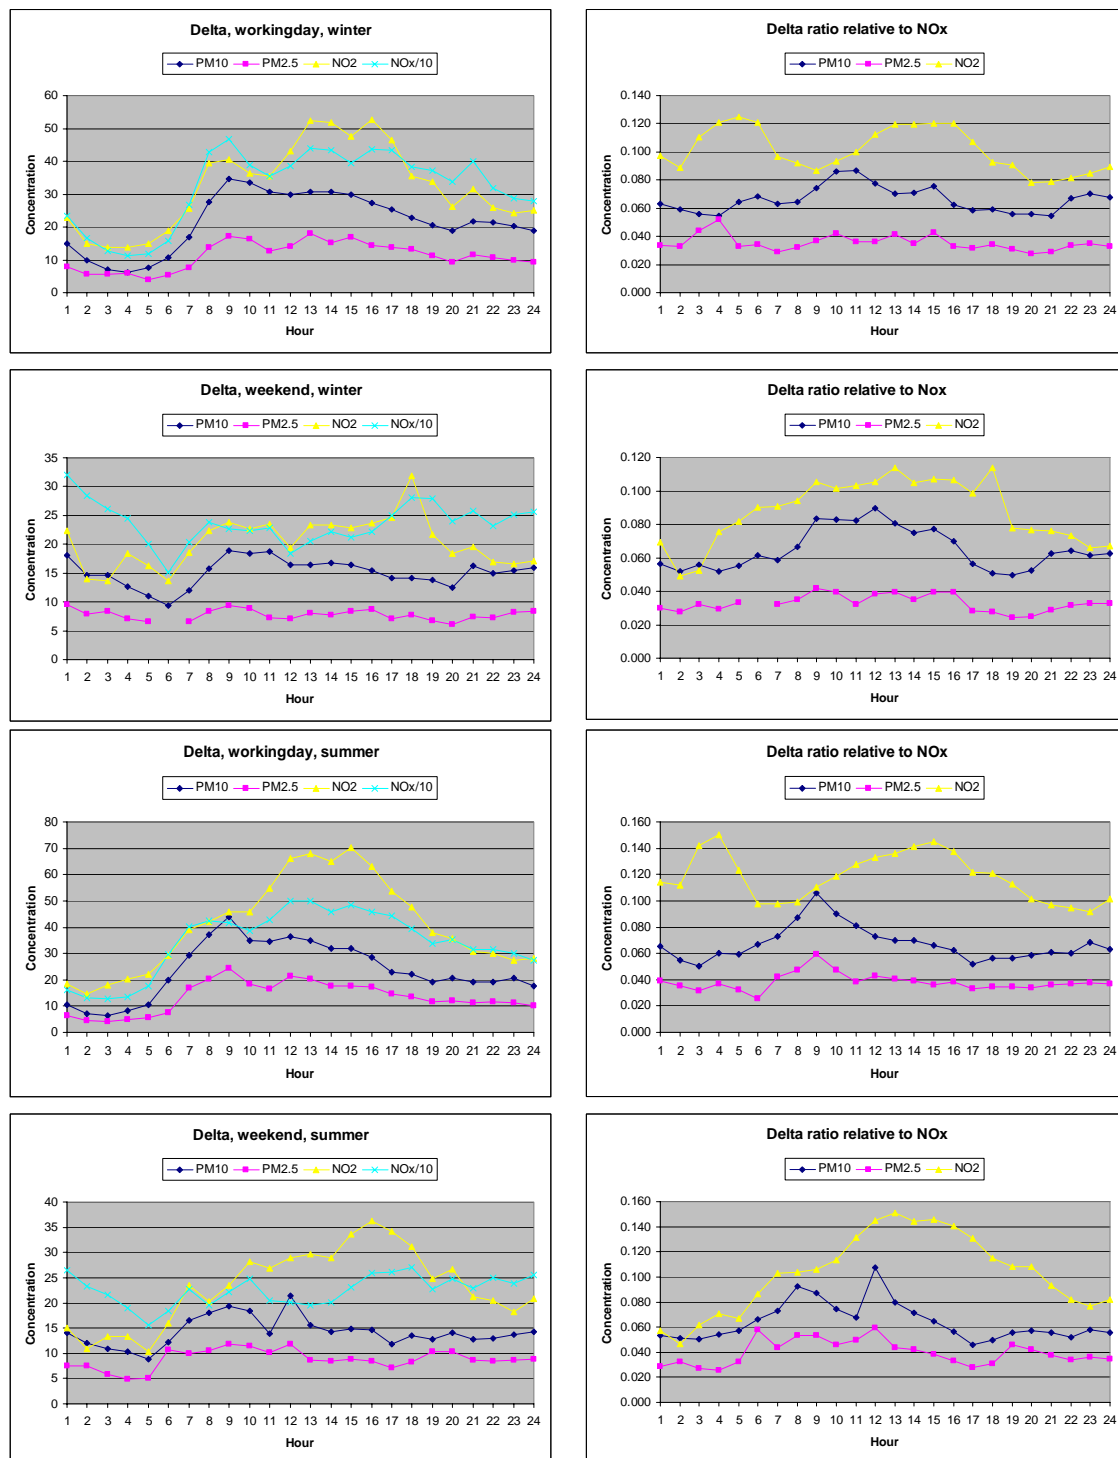 Delta, workingday, winter
PM10 PM2.5 NO2 NOx/10
60
50
40
30
20
10
0
Concentration
1 2 3 4 5 6 7 8 9 10 11 12 13 14 15 16 17 18 19 20 21 22 23 24
Hour
Delta ratio relative to NOx
PM10 PM2.5 NO2
0.140
0.120
0.100
0.080
0.060
0.040
0.020
0.000
Concentration
1 2 3 4 5 6 7 8 9 10 11 12 13 14 15 16 17 18 19 20 21 22 23 24
Hour
Delta, weekend, winter
PM10 PM2.5 NO2 NOx/10
35
30
25
20
15
10
5
0
Concentration
1 2 3 4 5 6 7 8 9 10 11 12 13 14 15 16 17 18 19 20 21 22 23 24
Hour
Delta ratio relative to Nox
PM10 PM2.5 NO2
0.120
0.100
0.080
0.060
0.040
0.020
0.000
Concentration
1 2 3 4 5 6 7 8 9 10 11 12 13 14 15 16 17 18 19 20 21 22 23 24
Hour
Delta, workingday, summer
PM10 PM2.5 NO2 NOx/10
80
70
60
50
40
30
20
10
0
Concentration
1 2 3 4 5 6 7 8 9 10 11 12 13 14 15 16 17 18 19 20 21 22 23 24
Hour
Delta ratio relative to NOx
PM10 PM2.5 NO2
0.160
0.140
0.120
0.100
0.080
0.060
0.040
0.020
0.000
Concentration
1 2 3 4 5 6 7 8 9 10 11 12 13 14 15 16 17 18 19 20 21 22 23 24
Hour
Delta, weekend, summer
PM10 PM2.5 NO2 NOx/10
40
35
30
25
20
15
10
5
0
Concentration
1 2 3 4 5 6 7 8 9 10 11 12 13 14 15 16 17 18 19 20 21 22 23 24
Hour
Delta ratio relative to NOx
PM10 PM2.5 NO2
0.160
0.140
0.120
0.100
0.080
0.060
0.040
0.020
0.000
Concentration
1 2 3 4 5 6 7 8 9 10 11 12 13 14 15 16 17 18 19 20 21 22 23 24
Hour